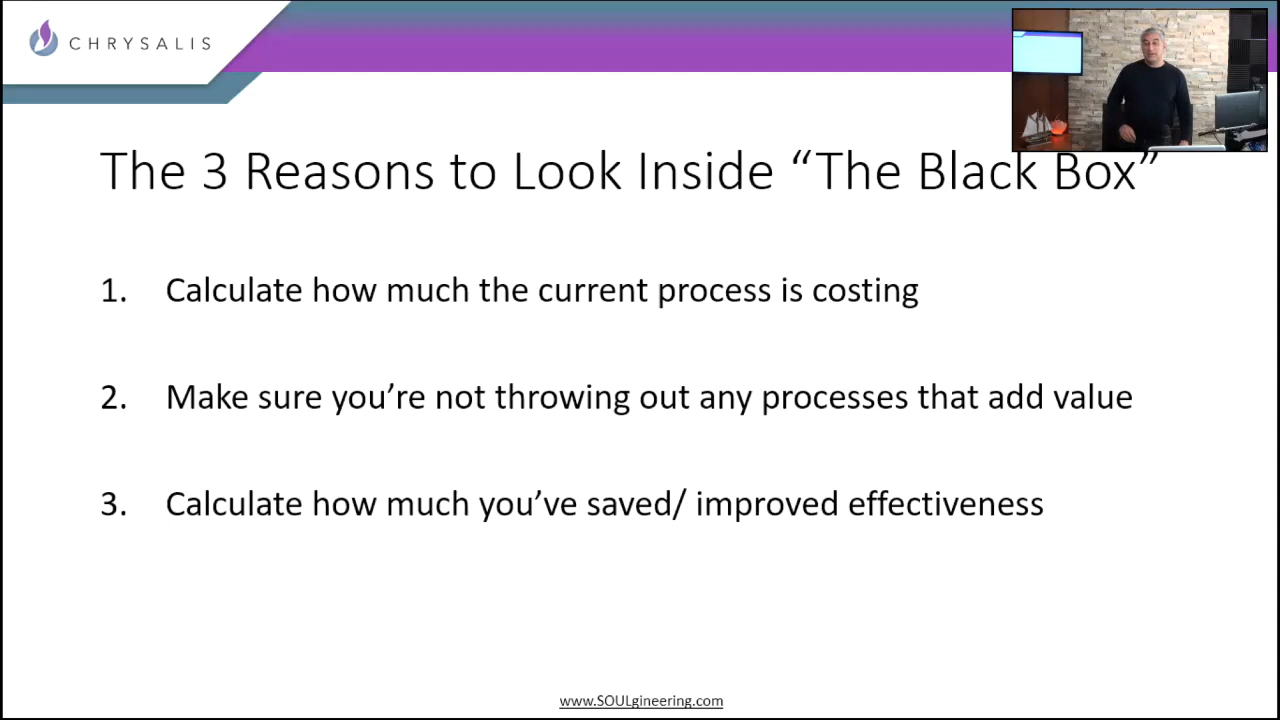 CHRYSALIS
The 3 Reasons to Look Inside “The Black Box”
1. Calculate how much the current process is costing
2. Make sure you’re not throwing out any processes that add value
3. Calculate how much you’ve saved/ improved effectiveness
www.SOULgineering.com